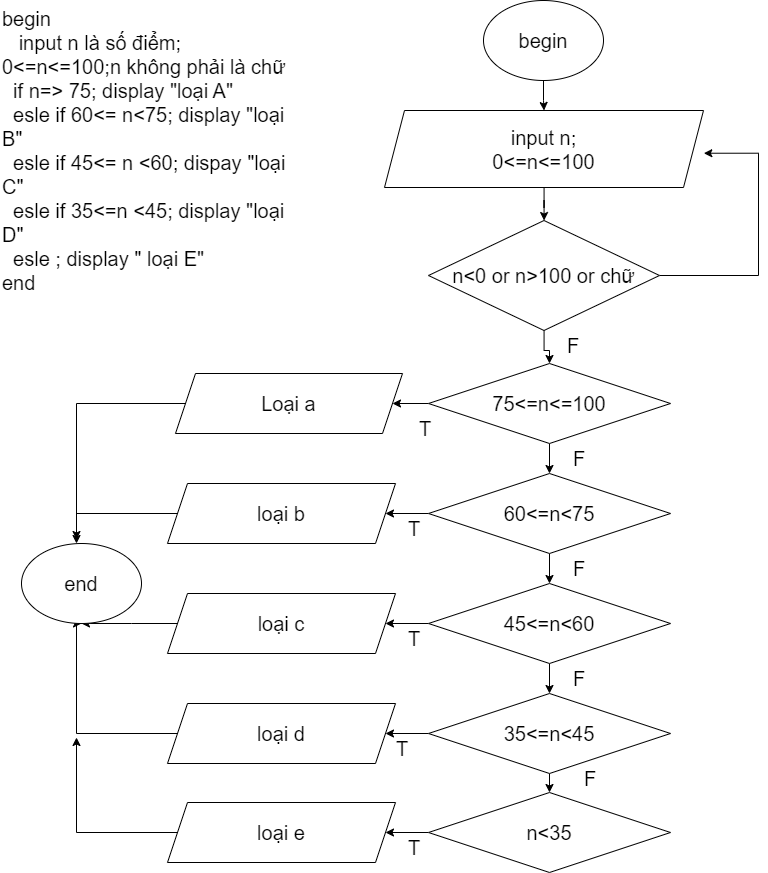 begin
input n là số điểm;
0<=n<=100;n không phải là chữ
if n=> 75; display "loại A"
esle if 60<= n<75; display "loại
B"
esle if 45<= n <60; dispay "loại
C"
esle if 35<=n <45; display "loại
D"
esle ; display " loại E"
end
begin
input n;
0<=n<=100
n<0 or n>100 or chữ
F
75<=n<=100
T
Loại a
F
60<=n<75
T
loại b
F
45<=n<60
T
loại c
end
F
35<=n<45
T
loại d
F
n<35
T
loại e